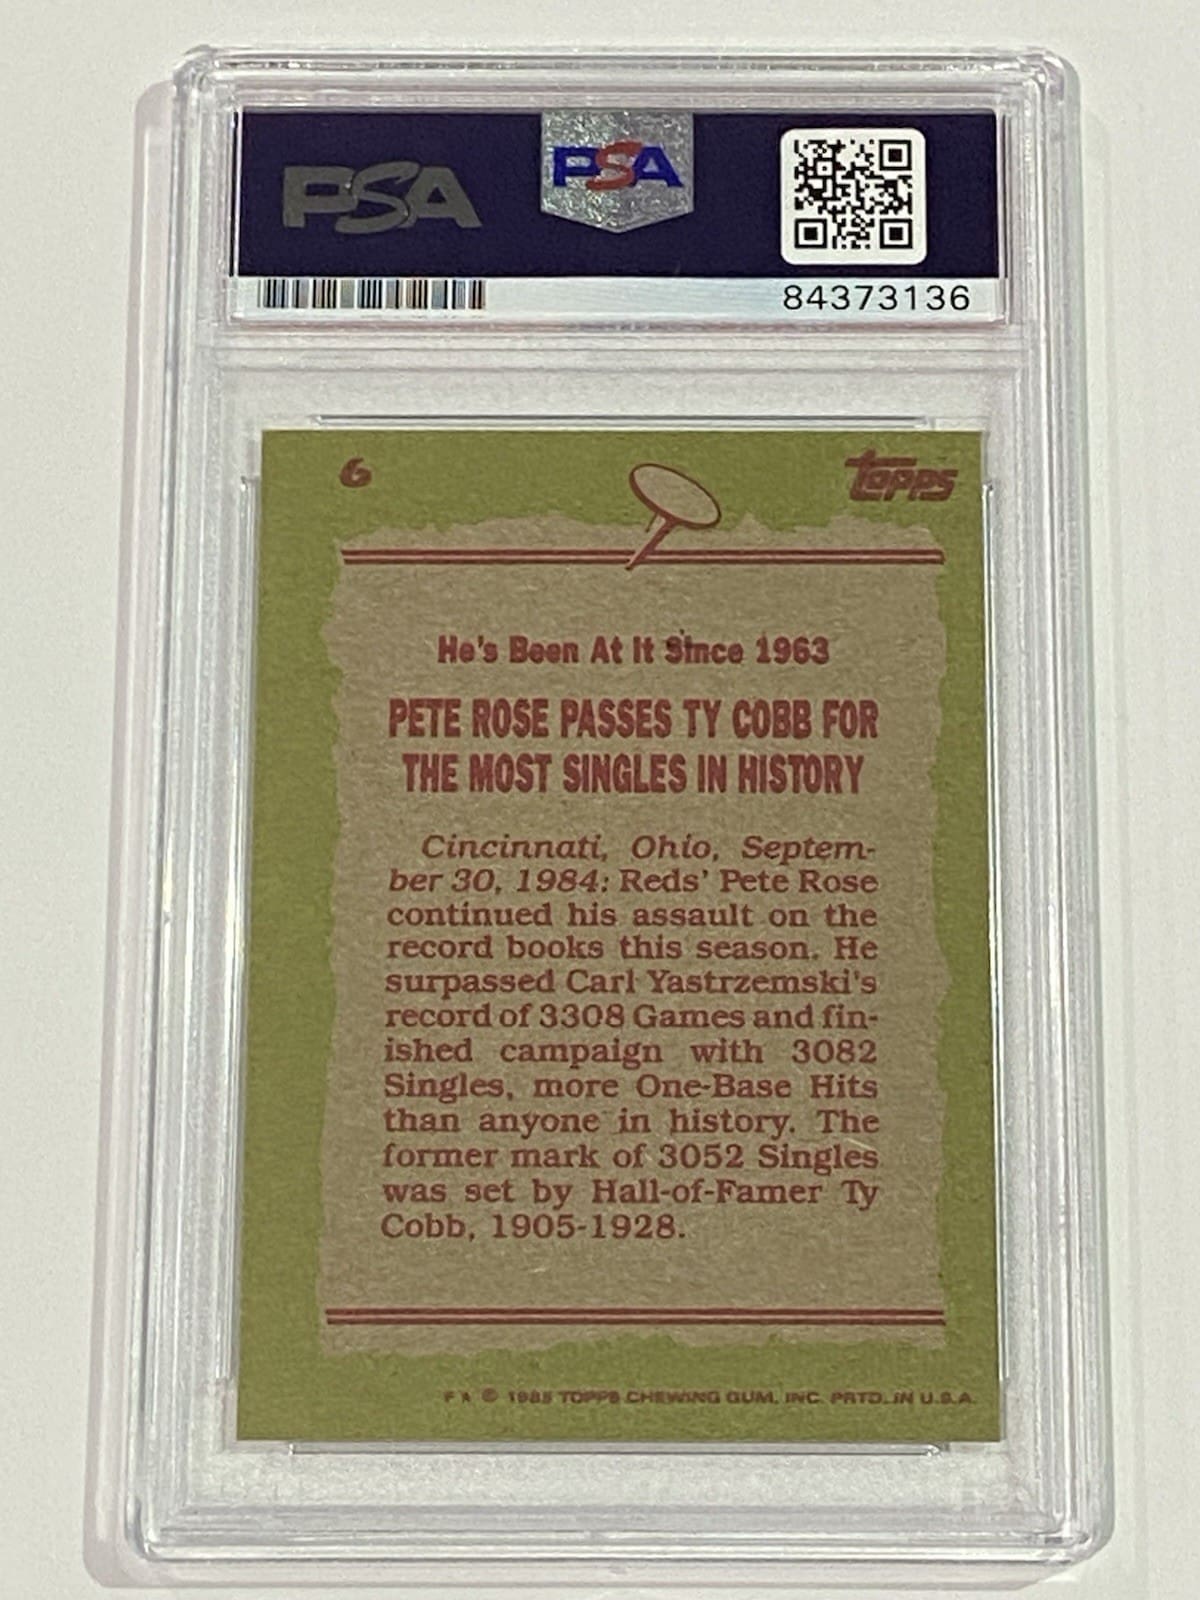 PSA
PSA
84373136
6
TOPPS
He's Been At It Since 1963
PETE ROSE PASSES TY COBB FOR
THE MOST SINGLES IN HISTORY
Cincinnati, Ohio, Septem-
ber 30, 1984: Reds' Pete Rose
continued his assault on the
record books this season. He
surpassed Carl Yastrzemski's
record of 3308 Games and fin-
ished campaign with 3082
Singles, more One-Base Hits
than anyone in history. The
former mark of 3052 Singles
was set by Hall-of-Famer Ty
Cobb, 1905-1928.
© 1985 TOPPS CHEWING GUM, INC. PRTD. IN U.S.A.